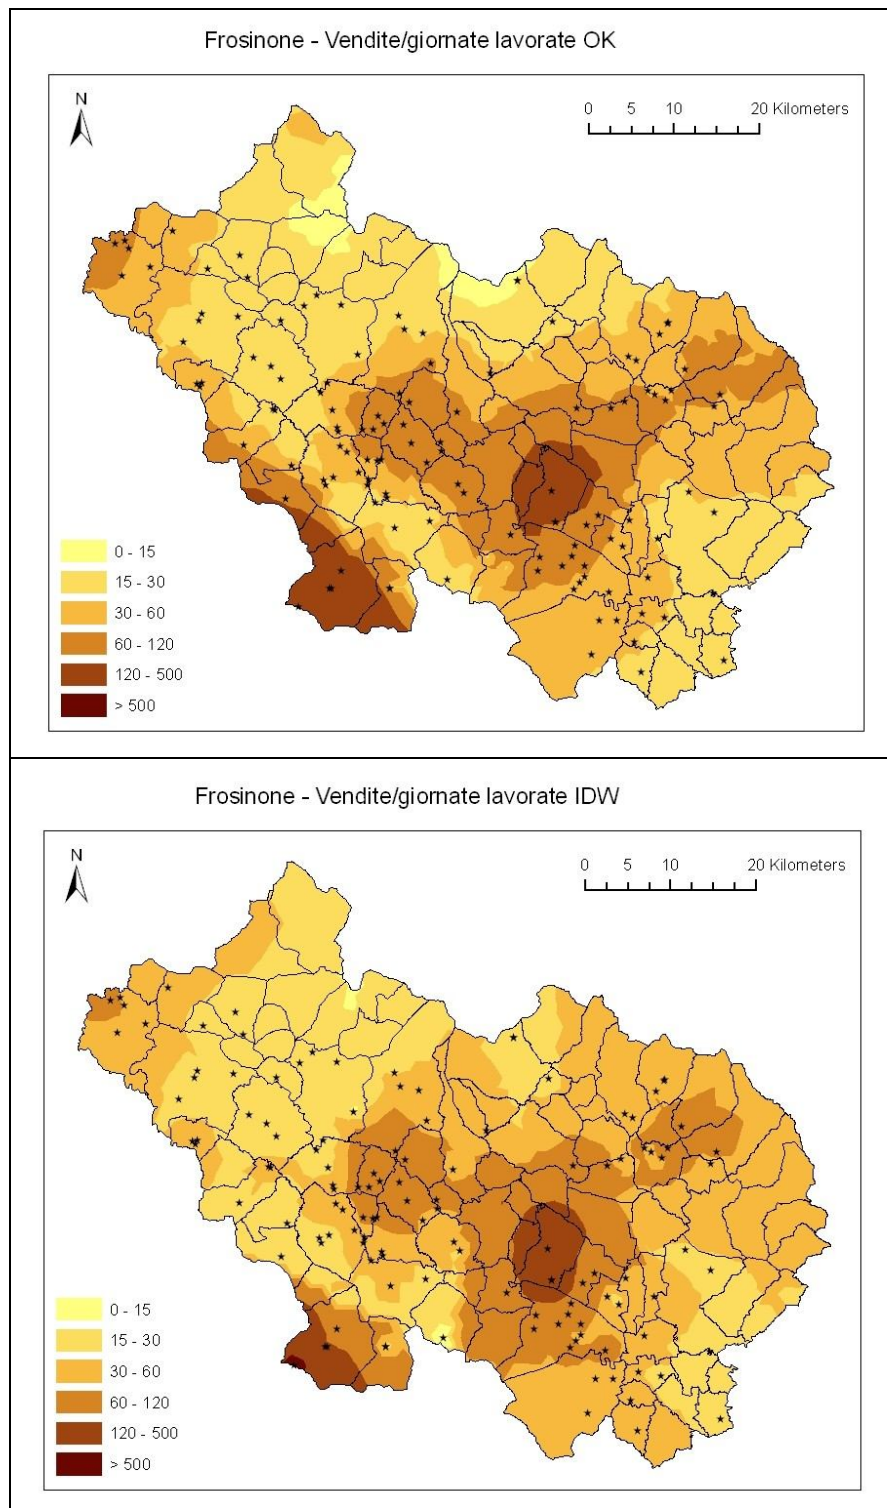 Frosinone - Vendite/giornate lavorate OK
N
0 5 10 20 Kilometers
0 - 15
15 - 30
30 - 60
60 - 120
120 - 500
> 500
Frosinone - Vendite/giornate lavorate IDW
N
0 5 10 20 Kilometers
0 - 15
15 - 30
30 - 60
60 - 120
120 - 500
> 500